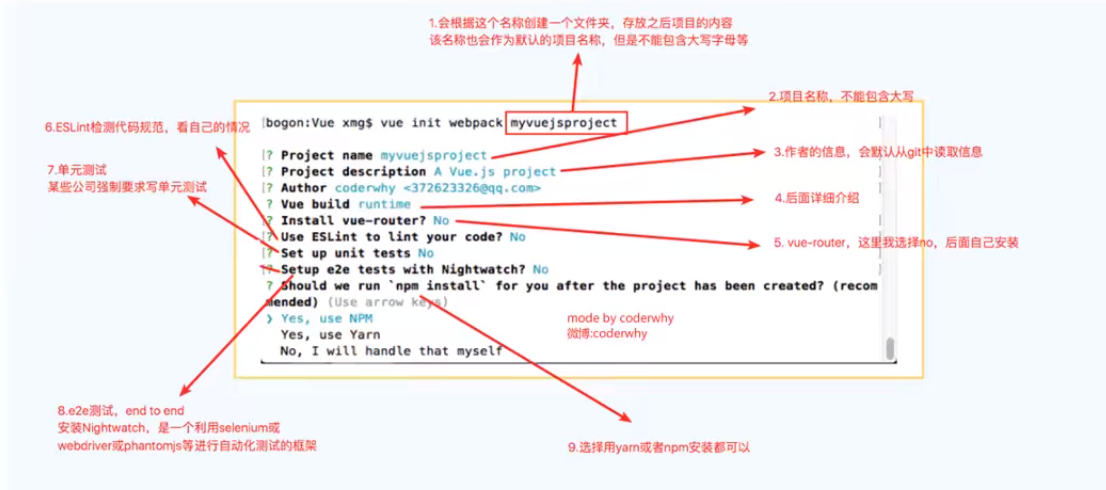 1.会根据这个名称创建一个文件夹，存放之后项目的内容
该名称也会作为默认的项目名称，但是不能包含大写字母等
2.项目名称，不能包含大写
6.ESLint检测代码规范，看自己的情况
bogon:Vue xmg$ vue init webpack myvuejsproject
3.作者的信息，会默认从git中读取信息
7.单元测试
某些公司强制要求写单元测试
? Project name myvuejsproject
? Project description A Vue.js project
? Author coderwhy <372623326@qq.com>
? Vue build runtime
4.后面详细介绍
? Install vue-router? No
? Use ESLint to lint your code? No
5. vue-router，这里我选择no，后面自己安装
? Set up unit tests No
? Setup e2e tests with Nightwatch? No
? Should we run `npm install` for you after the project has been created? (recom
mended) (Use arrow keys)
❯ Yes, use NPM
Yes, use Yarn
No, I will handle that myself
mode by coderwhy
微博:coderwhy
8.e2e测试，end to end
安装Nightwatch，是一个利用selenium或
webdriver或phantomjs等进行自动化测试的框架
9.选择用yarn或者npm安装都可以